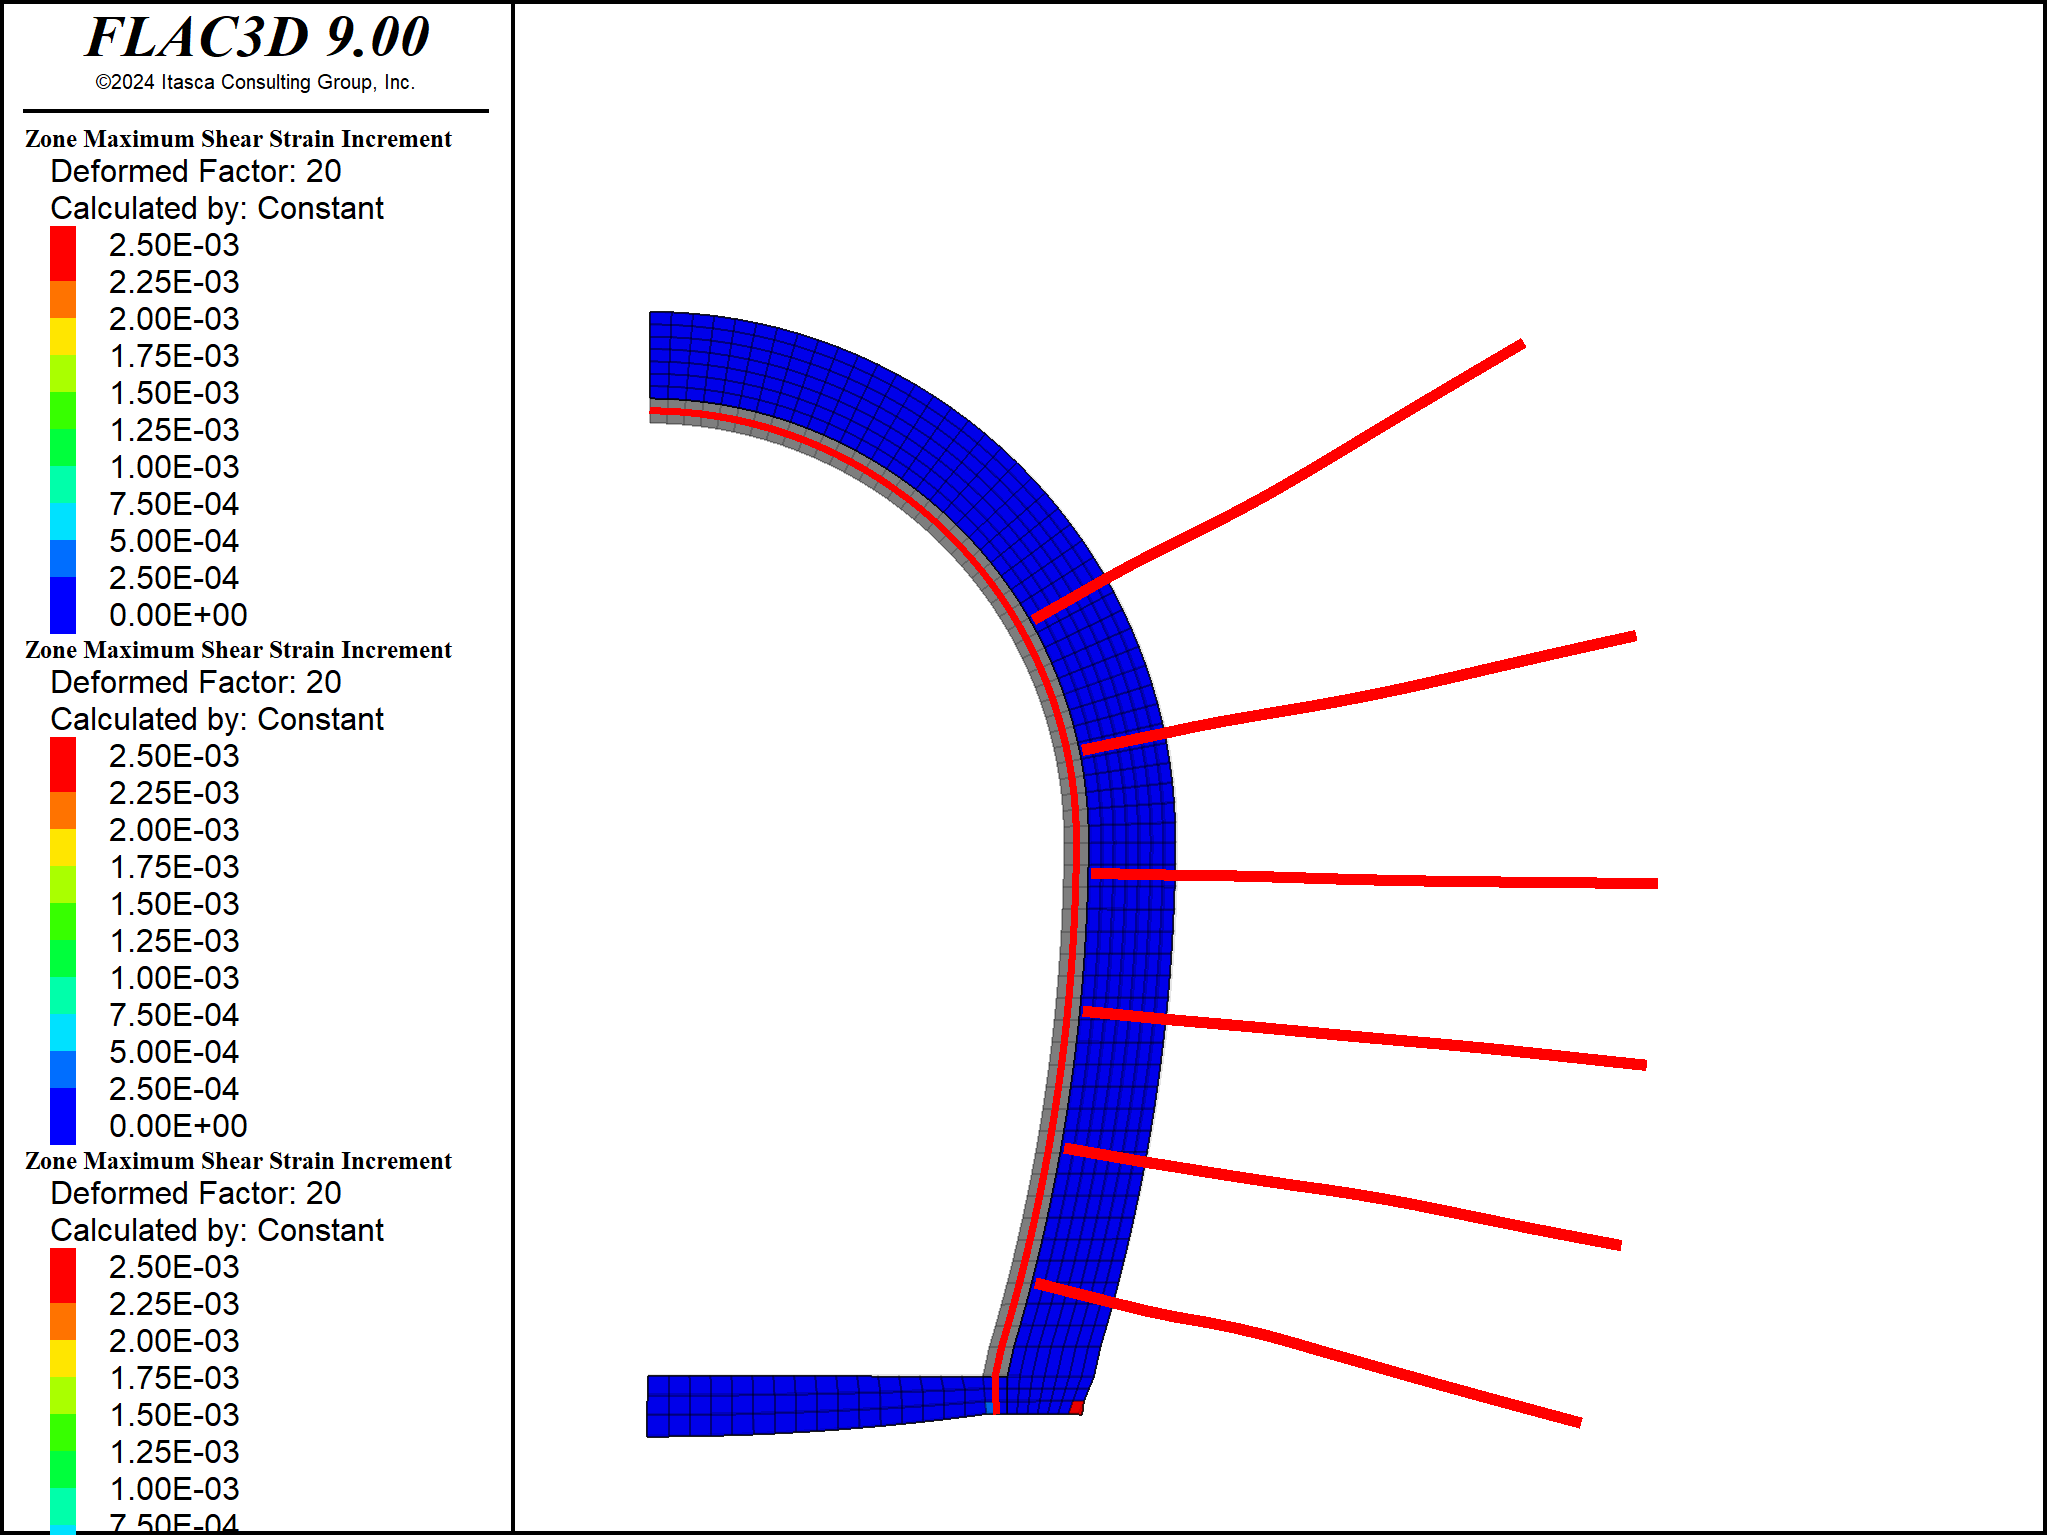 FLAC3D 9.00
©2024 Itasca Consulting Group, Inc.
Zone Maximum Shear Strain Increment
Deformed Factor: 20
Calculated by: Constant
2.50E-03
2.25E-03
2.00E-03
1.75E-03
1.50E-03
1.25E-03
1.00E-03
7.50E-04
5.00E-04
2.50E-04
0.00E+00
Zone Maximum Shear Strain Increment
Deformed Factor: 20
Calculated by: Constant
2.50E-03
2.25E-03
2.00E-03
1.75E-03
1.50E-03
1.25E-03
1.00E-03
7.50E-04
5.00E-04
2.50E-04
0.00E+00
Zone Maximum Shear Strain Increment
Deformed Factor: 20
Calculated by: Constant
2.50E-03
2.25E-03
2.00E-03
1.75E-03
1.50E-03
1.25E-03
1.00E-03
7.50E-04